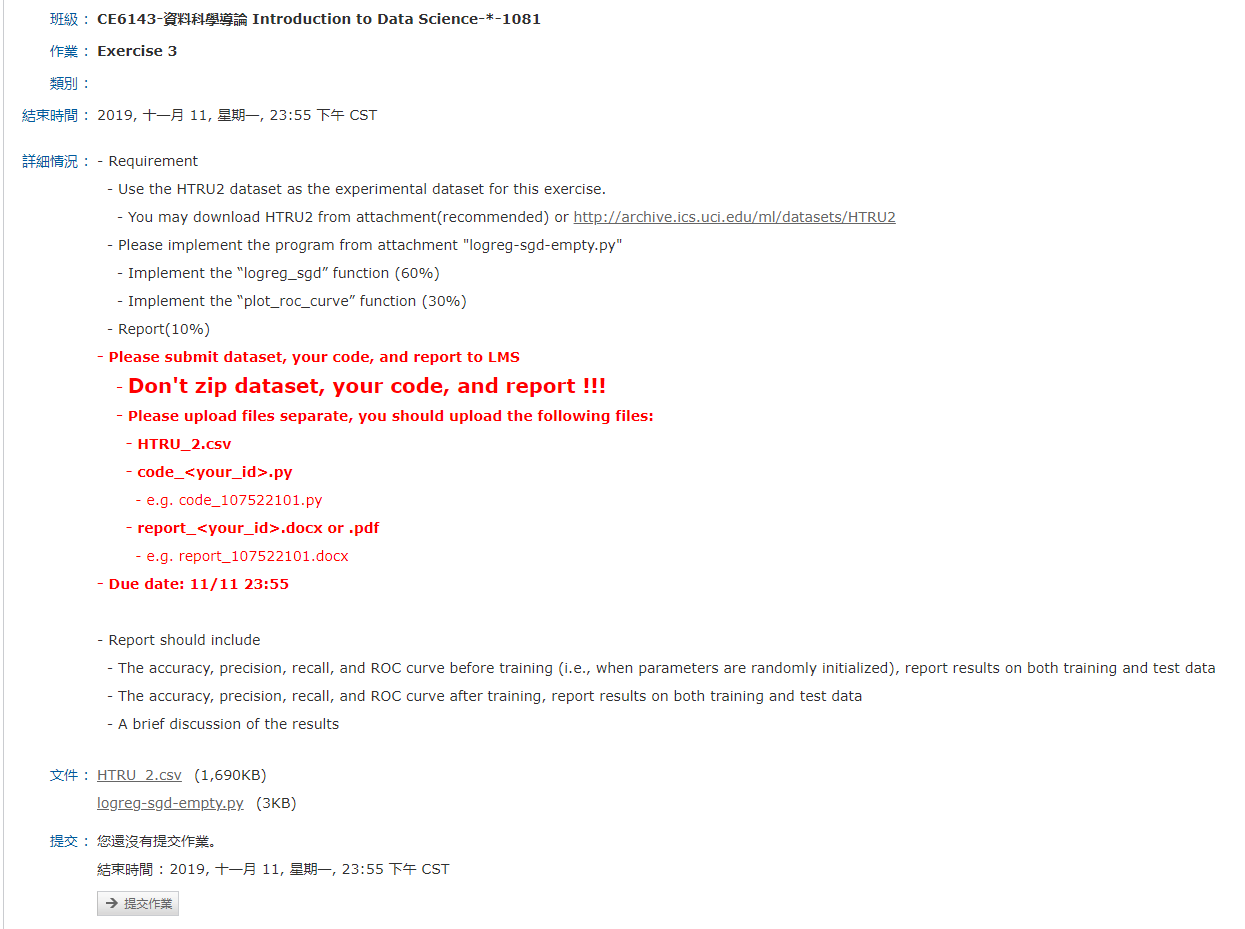 班級： CE6143-資料科學導論 Introduction to Data Science-*-1081
作業： Exercise 3
類別：
結束時間： 2019, 十一月 11, 星期一, 23:55 下午 CST
詳細情況： - Requirement
- Use the HTRU2 dataset as the experimental dataset for this exercise.
- You may download HTRU2 from attachment(recommended) or http://archive.ics.uci.edu/ml/datasets/HTRU2
- Please implement the program from attachment "logreg-sgd-empty.py"
- Implement the “logreg_sgd” function (60%)
- Implement the “plot_roc_curve” function (30%)
- Report(10%)
- Please submit dataset, your code, and report to LMS
- Don't zip dataset, your code, and report !!!
- Please upload files separate, you should upload the following files:
- HTRU_2.csv
- code_<your_id>.py
- e.g. code_107522101.py
- report_<your_id>.docx or .pdf
- e.g. report_107522101.docx
- Due date: 11/11 23:55
- Report should include
- The accuracy, precision, recall, and ROC curve before training (i.e., when parameters are randomly initialized), report results on both training and test data
- The accuracy, precision, recall, and ROC curve after training, report results on both training and test data
- A brief discussion of the results
文件： HTRU_2.csv (1,690KB)
logreg-sgd-empty.py (3KB)
提交： 您還沒有提交作業。
結束時間：2019, 十一月 11, 星期一, 23:55 下午 CST
→ 提交作業